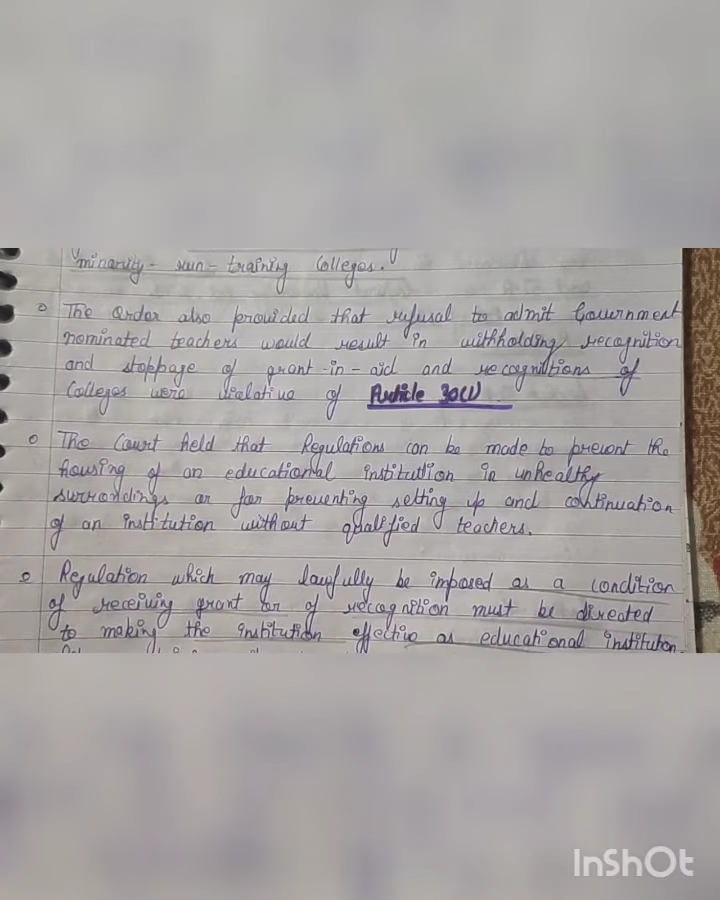 minarity - run - training Colleges."
The Order also provided that refusal to admit Government
nominated teachers would result in withholding recognition
and stoppage of grant-in-aid and recognitions of
Colleges were violative of Article 30(1)
The Court held that Regulations can be made to prevent the
housing of an educational institution in unhealthy
surrondings or for preventing setting up and continuation
of an institution without qualified teachers.
Regulation which may lawfully be imposed as a condition
of receiving grant or of recognition must be directed
to making the institution effective as educational instituton.
InShOt